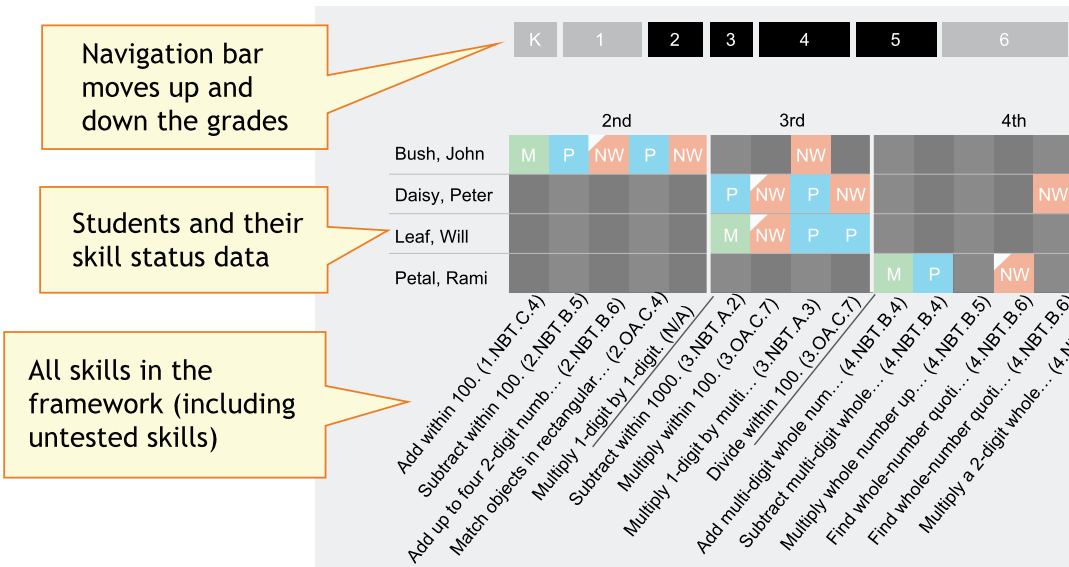 Navigation bar
moves up and
down the grades
K 1 2 3 4 5 6
2nd 3rd 4th
Bush, John M P NW P NW NW
Daisy, Peter P NW P NW NW
Leaf, Will M NW P P
Petal, Rami M P NW
Students and their
skill status data
All skills in the
framework (including
untested skills)
Add within 100. (1.NBT.C.4)
Subtract within 100. (2.NBT.B.5)
Add up to four 2-digit numb... (2.NBT.B.6)
Match objects in rectangular... (2.OA.C.4)
Multiply 1-digit by 1-digit. (N/A)
Subtract within 1000. (3.NBT.A.2)
Multiply within 100. (3.OA.C.7)
Multiply 1-digit by multi... (3.NBT.A.3)
Divide within 100. (3.OA.C.7)
Add multi-digit whole num... (4.NBT.B.4)
Subtract multi-digit whole... (4.NBT.B.4)
Multiply whole number up... (4.NBT.B.5)
Find whole-number quoti... (4.NBT.B.6)
Find whole-number quoti... (4.NBT.B.6)
Multiply a 2-digit whole...